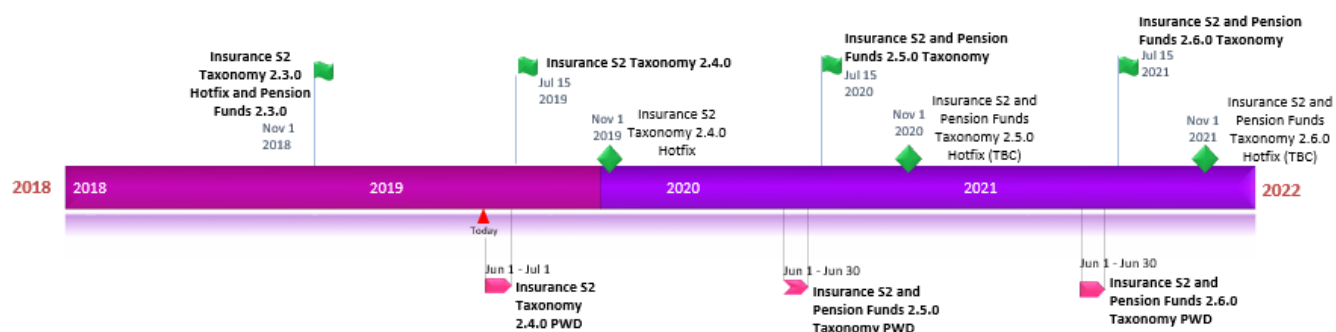 Insurance S2
Taxonomy 2.3.0
Hotfix and Pension
Funds 2.3.0
Nov 1
2018
Insurance S2 Taxonomy 2.4.0
Jul 15
2019
Nov 1
2019
Insurance S2
Taxonomy 2.4.0
Hotfix
Insurance S2 and Pension
Funds 2.5.0 Taxonomy
Jul 15
2020
Nov 1
2020
Insurance S2 and
Pension Funds
Taxonomy 2.5.0
Hotfix (TBC)
Insurance S2 and Pension
Funds 2.6.0 Taxonomy
Jul 15
2021
Nov 1
2021
Insurance S2 and
Pension Funds
Taxonomy 2.6.0
Hotfix (TBC)
2018
2018
2019
2020
2021
2022
Today
Jun 1 - Jul 1
Insurance S2
Taxonomy
2.4.0 PWD
Jun 1 - Jun 30
Insurance S2 and
Pension Funds 2.5.0
Taxonomy PWD
Jun 1 - Jun 30
Insurance S2 and
Pension Funds 2.6.0
Taxonomy PWD